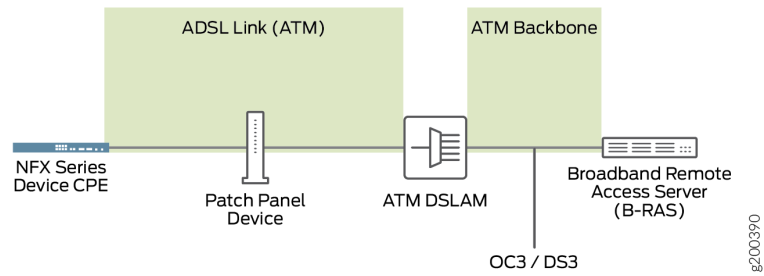 ADSL Link (ATM)
ATM Backbone
NFX Series
Device CPE
Patch Panel
Device
ATM DSLAM
Broadband Remote
Access Server
(B-RAS)
OC3 / DS3
g200390